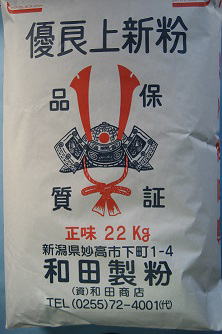 優良上新粉
品質
保証
正味 22 Kg
新潟県妙高市下町1-4
和田製粉
(資)和田商店
TEL (0255)72-4001(代)